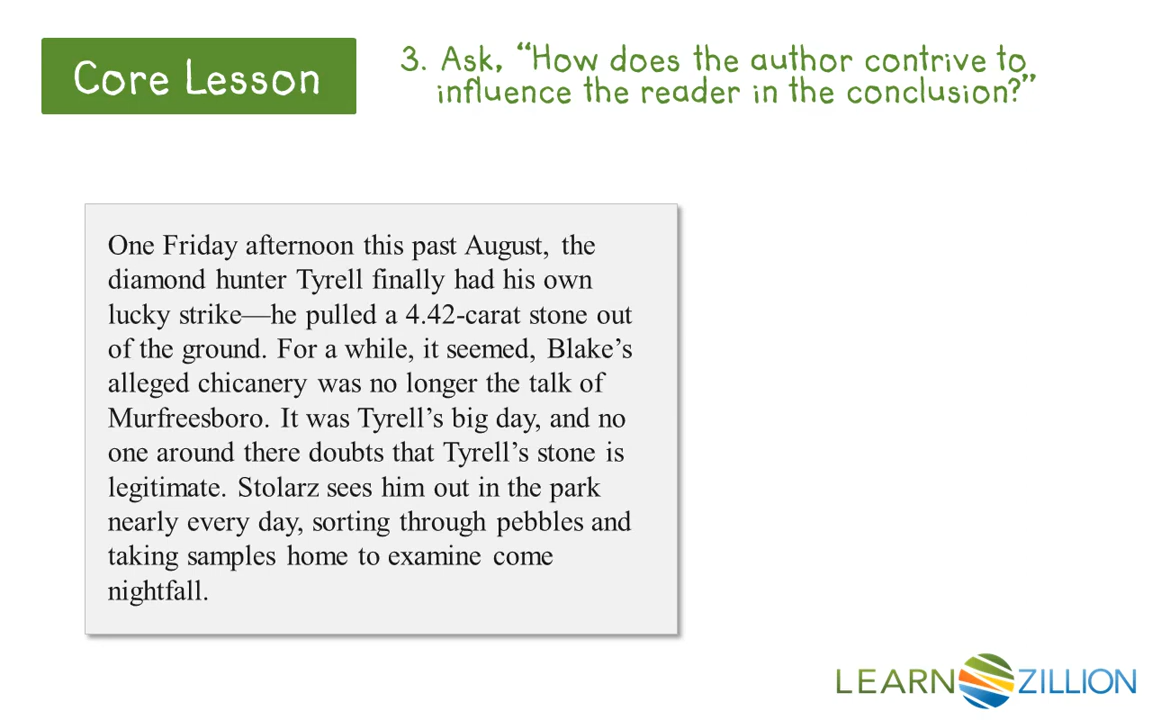 Core Lesson
3. Ask, “How does the author contrive to
influence the reader in the conclusion?”
One Friday afternoon this past August, the
diamond hunter Tyrell finally had his own
lucky strike—he pulled a 4.42-carat stone out
of the ground. For a while, it seemed, Blake’s
alleged chicanery was no longer the talk of
Murfreesboro. It was Tyrell’s big day, and no
one around there doubts that Tyrell’s stone is
legitimate. Stolarz sees him out in the park
nearly every day, sorting through pebbles and
taking samples home to examine come
nightfall.
LEARN ZILLION